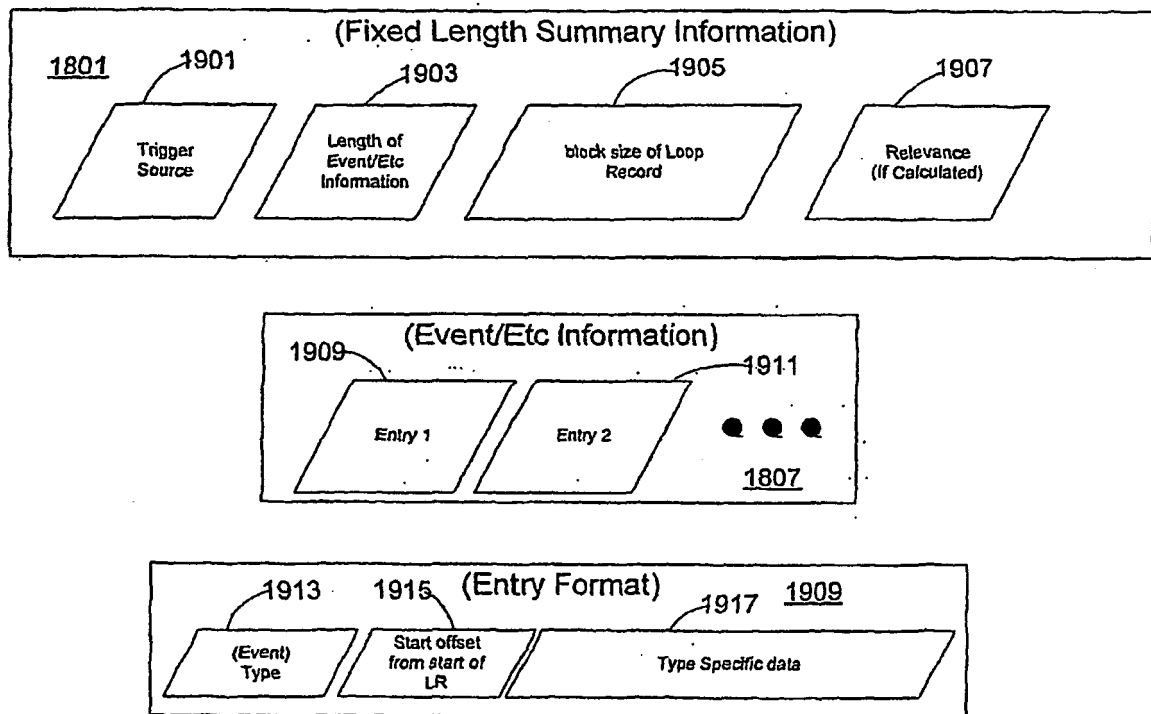 (Fixed Length Summary Information)
1801
1901
1903
1905
1907
Trigger
Source
Length of
Event/Etc
Information
block size of Loop
Record
Relevance
(If Calculated)
(Event/Etc Information)
1909
1911
Entry 1
Entry 2
1807
(Entry Format)
1913
1915
1917
1909
(Event)
Type
Start offset
from start of
LR
Type Specific data